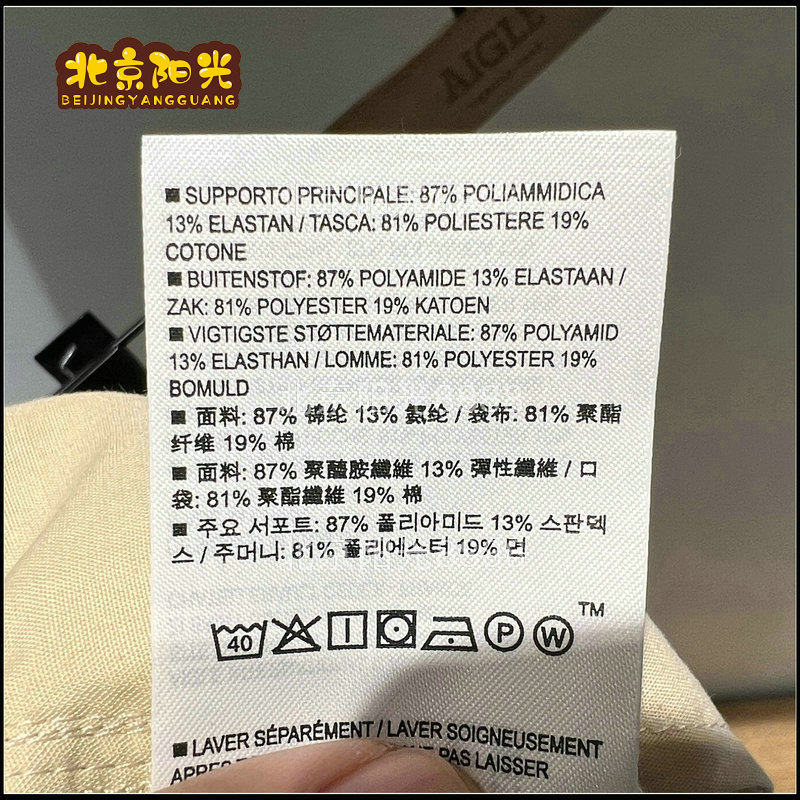 北京阳光
BEIJINGYANGGUANG
AIGLE
■ SUPPORTO PRINCIPALE: 87% POLIAMMIDICA
13% ELASTAN / TASCA: 81% POLIESTERE 19%
COTONE
■ BUITENSTOF: 87% POLYAMIDE 13% ELASTAAN /
ZAK: 81% POLYESTER 19% KATOEN
■ VIGTIGSTE STØTTEMATERIALE: 87% POLYAMID
13% ELASTHAN / LOMME: 81% POLYESTER 19%
BOMULD
■ 面料: 87% 锦纶 13% 氨纶 / 袋布: 81% 聚酯
纤维 19% 棉
■ 面料: 87% 聚醯胺纖維 13% 彈性纖維 / 口
袋: 81% 聚酯纖維 19% 棉
■ 주요 서포트: 87% 폴리아미드 13% 스판덱
스 / 주머니: 81% 폴리에스터 19% 면
40 P W TM
■ LAVER SÉPARÉMENT / LAVER SOIGNEUSEMENT
PAS LAISSER